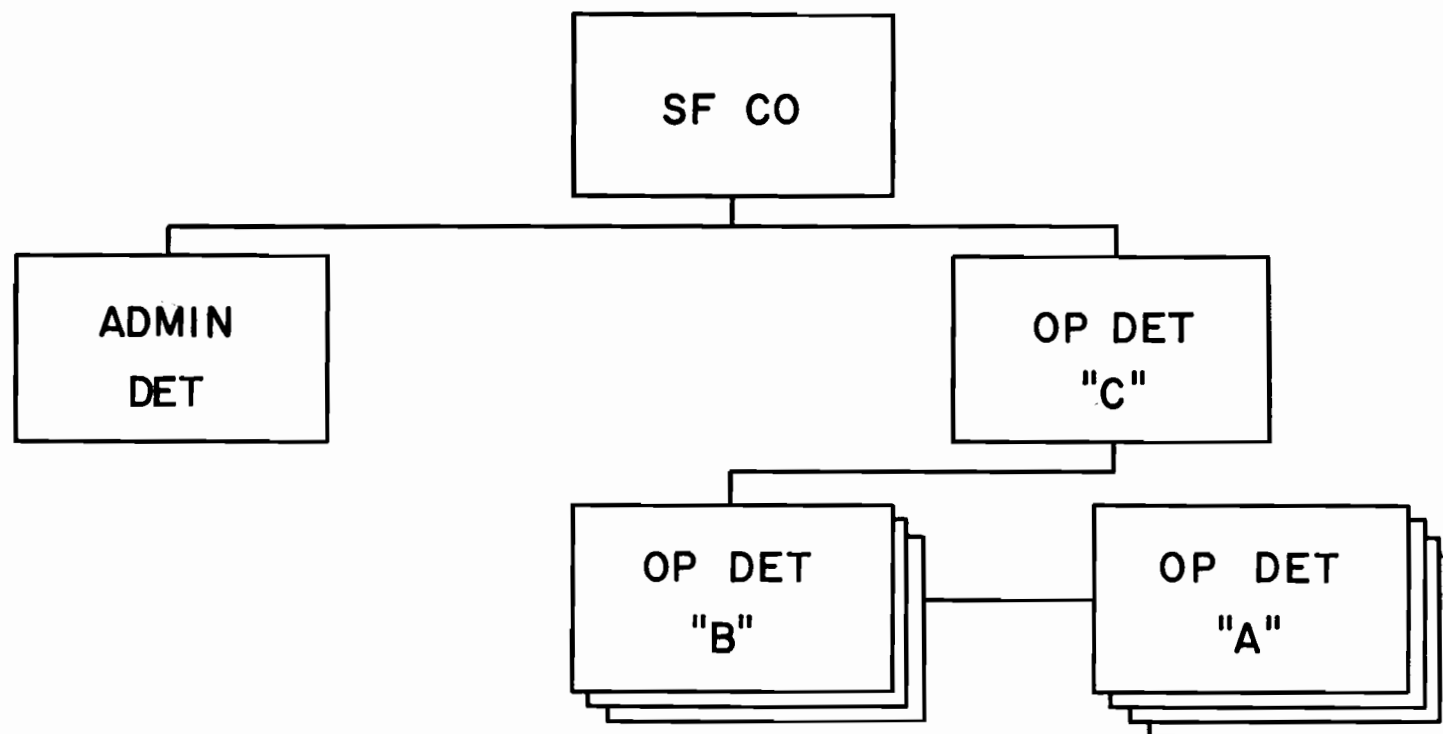 SF CO
ADMIN
DET
OP DET
"C"
OP DET
"B"
OP DET
"A"